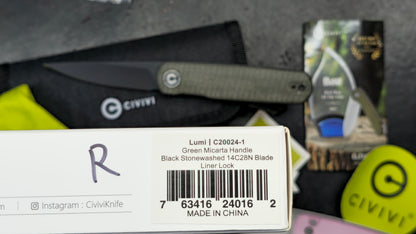 CIVIVI
Lumi | C20024-1
Green Micarta Handle
Black Stonewashed 14C28N Blade
Liner Lock
R
7 63416 24016 2
MADE IN CHINA
Instagram : CiviviKnife
CIVIVI